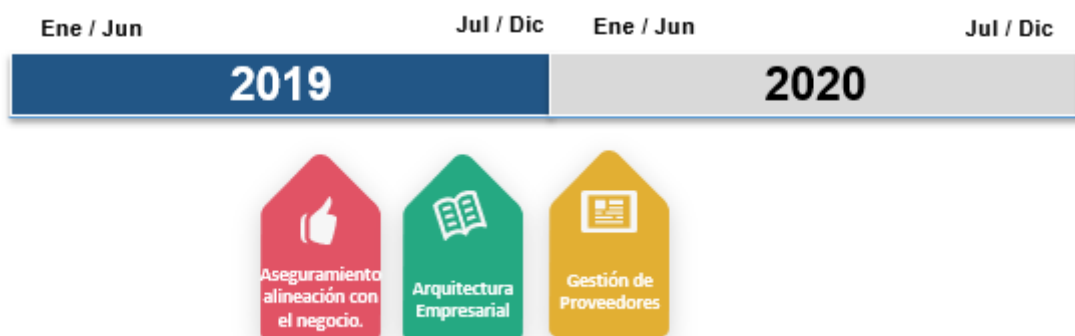 Ene / Jun
Jul / Dic
Ene / Jun
Jul / Dic
2019
2020
Aseguramiento
alineación con
el negocio.
Arquitectura
Empresarial
Gestión de
Proveedores